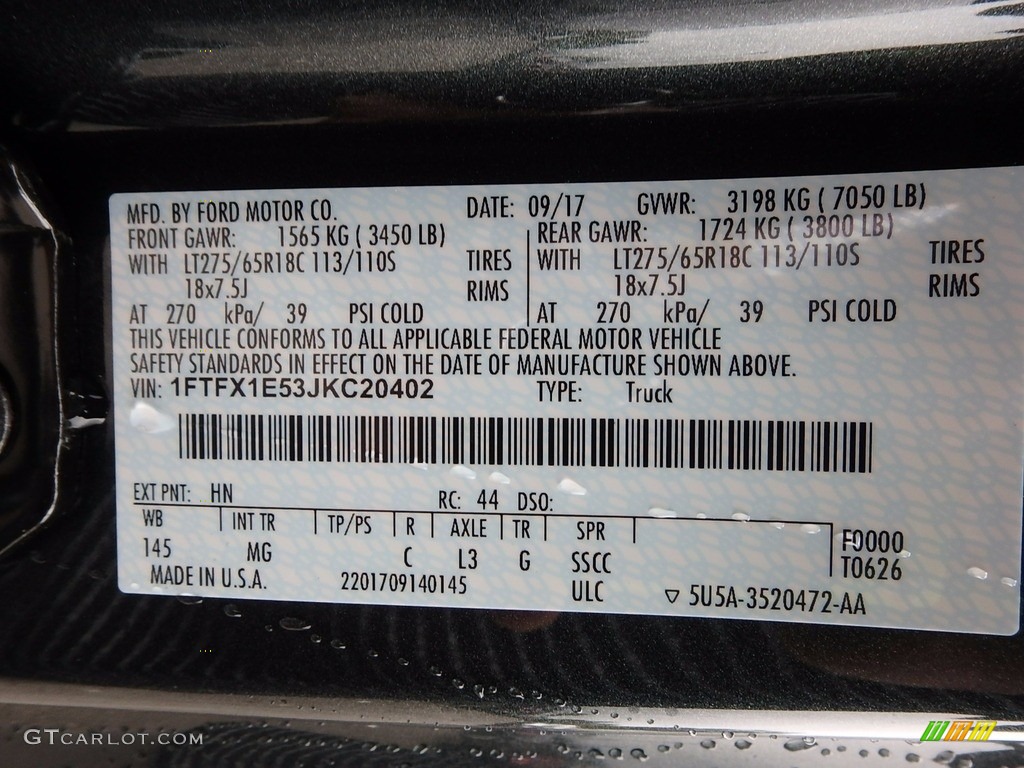 MFD. BY FORD MOTOR CO. DATE: 09/17 GVWR: 3198 KG ( 7050 LB)
FRONT GAWR: 1565 KG ( 3450 LB) REAR GAWR: 1724 KG ( 3800 LB)
WITH LT275/65R18C 113/110S TIRES WITH LT275/65R18C 113/110S TIRES
18x7.5J RIMS 18x7.5J RIMS
AT 270 kPa/ 39 PSI COLD AT 270 kPa/ 39 PSI COLD
THIS VEHICLE CONFORMS TO ALL APPLICABLE FEDERAL MOTOR VEHICLE
SAFETY STANDARDS IN EFFECT ON THE DATE OF MANUFACTURE SHOWN ABOVE.
VIN: 1FTFX1E53JKC20402 TYPE: Truck
EXT PNT: HN RC: 44 DSO:
WB INT TR TP/PS R AXLE TR SPR F0000
145 MG C L3 G SSCC T0626
MADE IN U.S.A. 2201709140145 ULC 5U5A-3520472-AA
GTCARLOT.COM